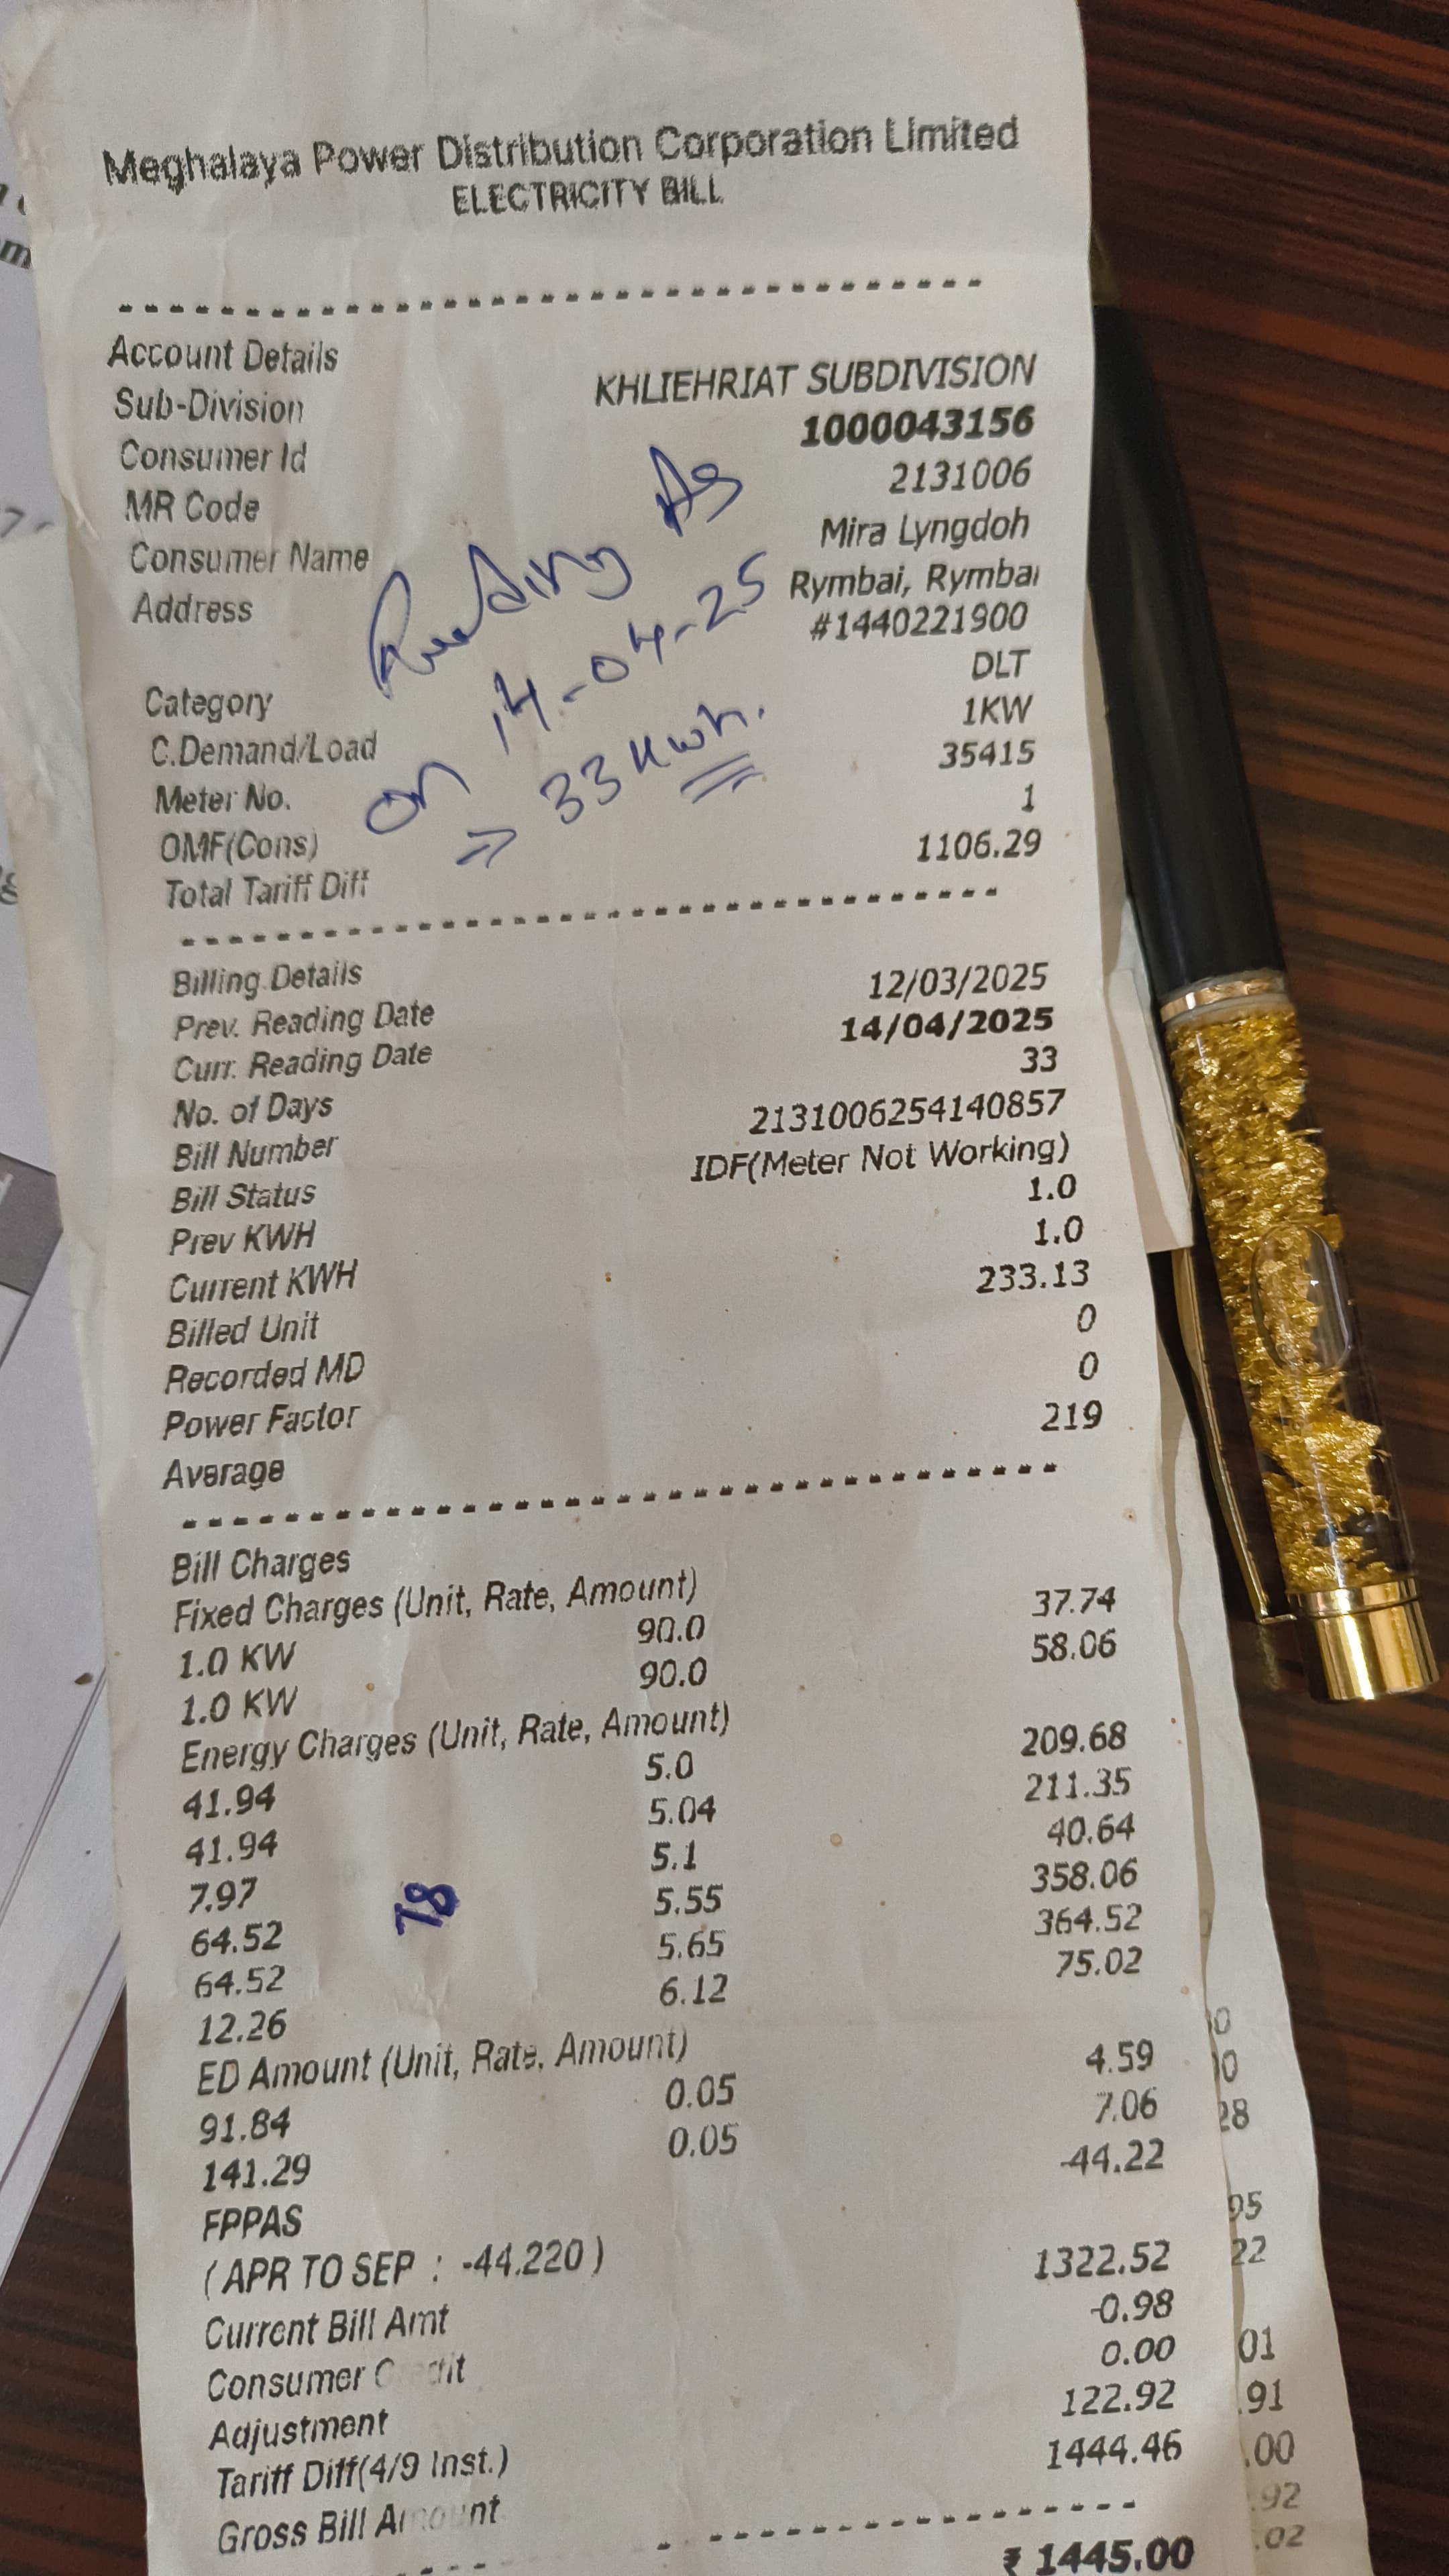 Meghalaya Power Distribution Corporation Limited
ELECTRICITY BILL
Account Details
Sub-Division KHLIEHRIAT SUBDIVISION
Consumer Id 1000043156
MR Code 2131006
Consumer Name Mira Lyngdoh
Address Rymbai, Rymbai
#1440221900
Category DLT
C.Demand/Load 1KW
Meter No. 35415
OMF(Cons) 1
Total Tariff Diff 1106.29
Reading As
on 14-04-25
=> 33 Kwh.
Billing Details
Prev. Reading Date 12/03/2025
Curr. Reading Date 14/04/2025
No. of Days 33
Bill Number 2131006254140857
Bill Status IDF(Meter Not Working)
Prev KWH 1.0
Current KWH 1.0
Billed Unit 233.13
Recorded MD 0
Power Factor 0
Average 219
Bill Charges
Fixed Charges (Unit, Rate, Amount)
1.0 KW 90.0 37.74
1.0 KW 90.0 58.06
Energy Charges (Unit, Rate, Amount)
41.94 5.0 209.68
41.94 5.04 211.35
7.97 5.1 40.64
64.52 5.55 358.06
64.52 5.65 364.52
12.26 6.12 75.02
78
ED Amount (Unit, Rate, Amount)
91.84 0.05 4.59
141.29 0.05 7.06
FPPAS -44.22
( APR TO SEP : -44.220 )
Current Bill Amt 1322.52
Consumer Credit -0.98
Adjustment 0.00
Tariff Diff(4/9 Inst.) 122.92
Gross Bill Amount 1444.46
₹ 1445.00
28
95
22
01
.91
.00
.92
.02